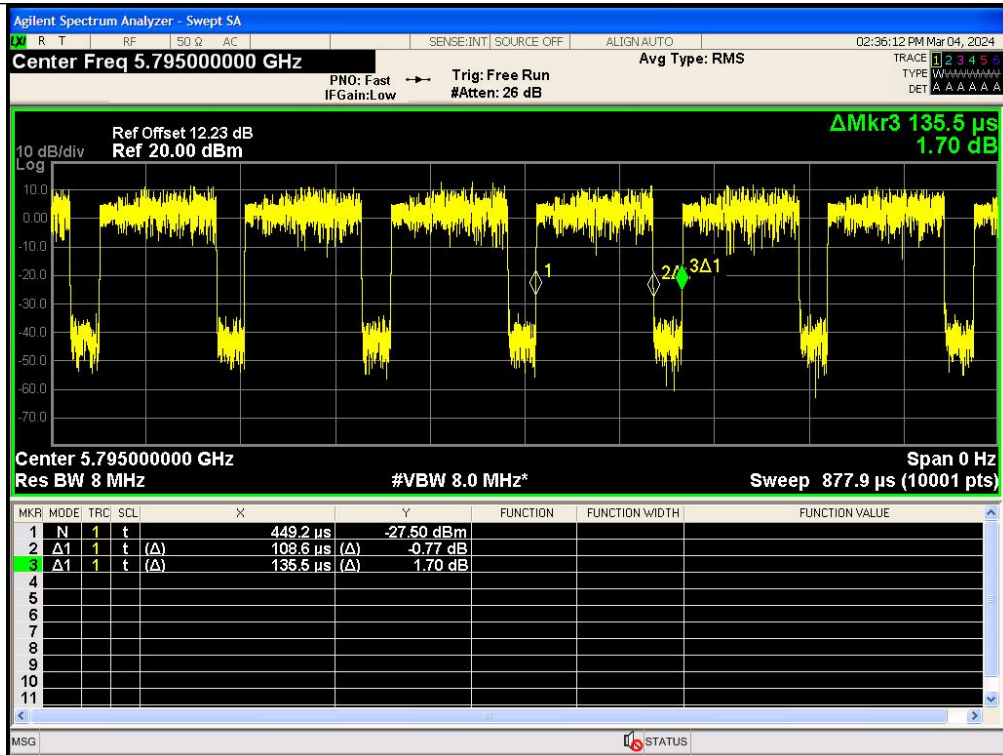 Agilent Spectrum Analyzer - Swept SA
LXI R T RF 50 Ω AC SENSE:INT SOURCE OFF ALIGN AUTO 02:36:12 PM Mar 04, 2024
Center Freq 5.795000000 GHz Avg Type: RMS TRACE 1 2 3 4 5 6
PNO: Fast Trig: Free Run TYPE W
IFGain:Low #Atten: 26 dB DET A A A A A A
ΔMkr3 135.5 µs
1.70 dB
Ref Offset 12.23 dB
10 dB/div Ref 20.00 dBm
Log
10.0
0.00
-10.0
-20.0
-30.0
-40.0
-50.0
-60.0
-70.0
1
2Δ1
3Δ1
Center 5.795000000 GHz Span 0 Hz
Res BW 8 MHz #VBW 8.0 MHz* Sweep 877.9 µs (10001 pts)
MKR MODE TRC SCL X Y FUNCTION FUNCTION WIDTH FUNCTION VALUE
1 N 1 t 449.2 µs -27.50 dBm
2 Δ1 1 t (Δ) 108.6 µs (Δ) -0.77 dB
3 Δ1 1 t (Δ) 135.5 µs (Δ) 1.70 dB
4
5
6
7
8
9
10
11
MSG STATUS